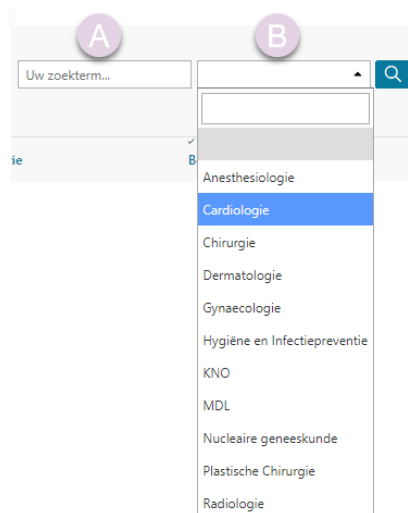 A B
Uw zoekterm...
ie B
Anesthesiologie
Cardiologie
Chirurgie
Dermatologie
Gynaecologie
Hygiëne en Infectiepreventie
KNO
MDL
Nucleaire geneeskunde
Plastische Chirurgie
Radiologie